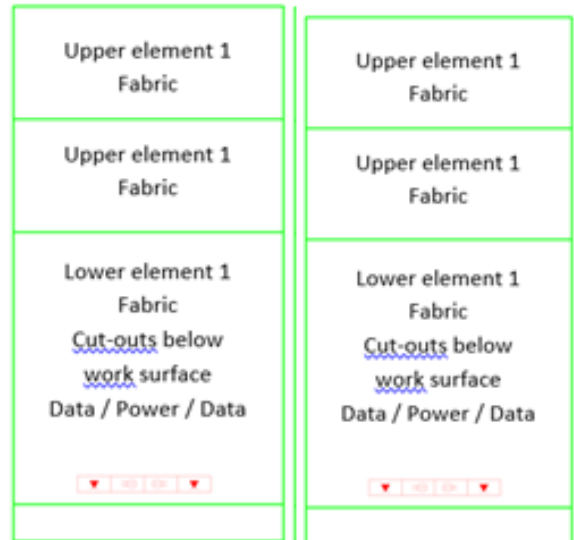 Upper element 1
Fabric
Upper element 1
Fabric
Lower element 1
Fabric
Cut-outs below
work surface
Data / Power / Data
Upper element 1
Fabric
Upper element 1
Fabric
Lower element 1
Fabric
Cut-outs below
work surface
Data / Power / Data